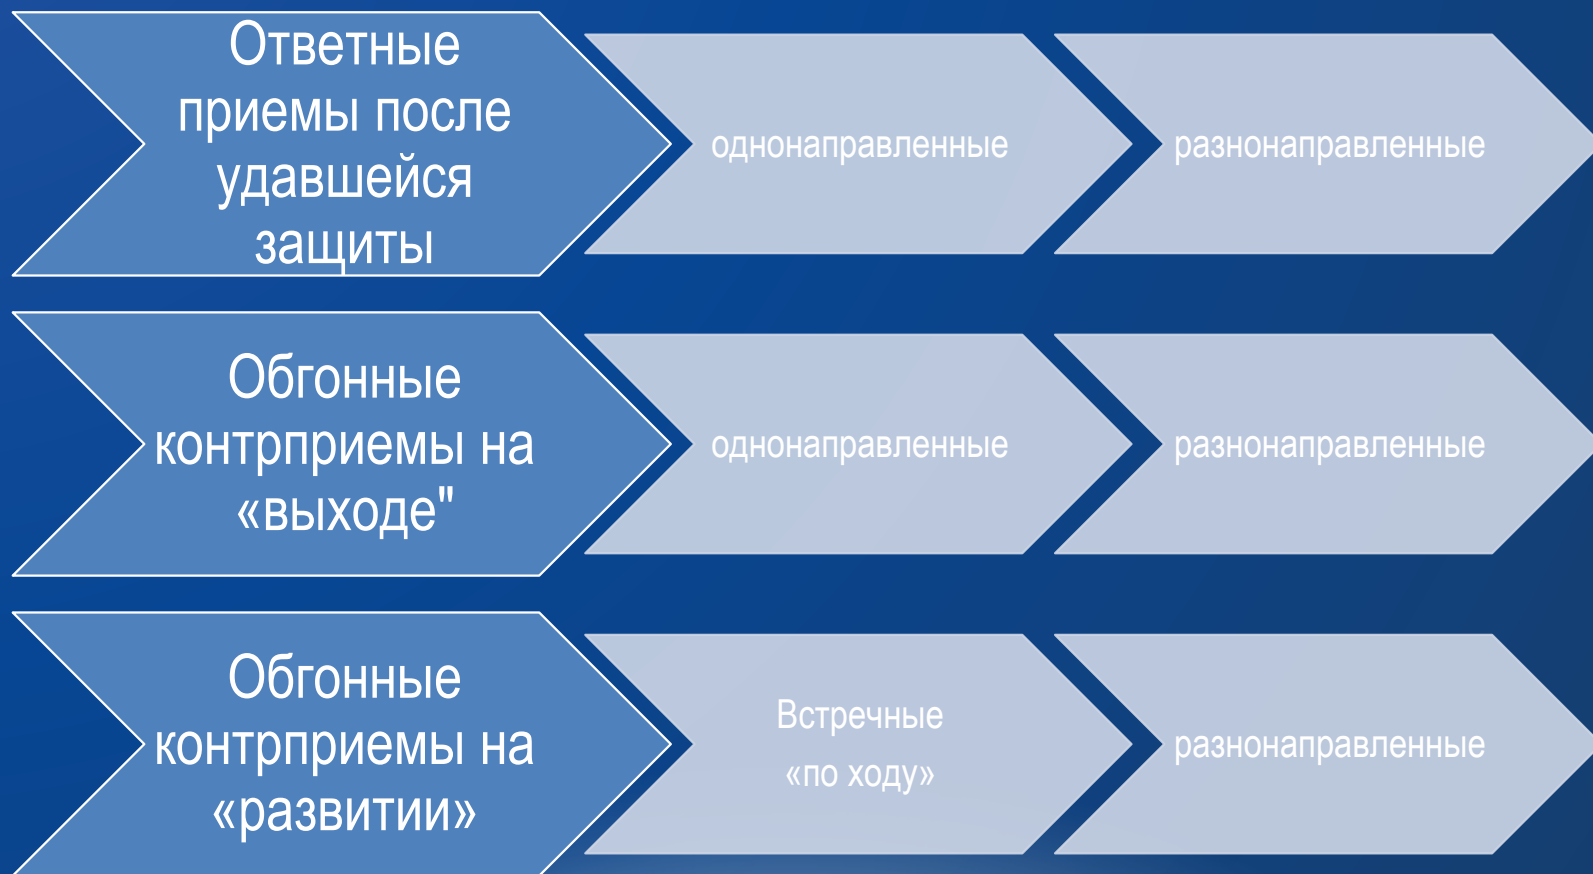 Ответные
приемы после
удавшейся
защиты
однонаправленные
разнонаправленные
Обгонные
контрприемы на
«выходе"
однонаправленные
разнонаправленные
Обгонные
контрприемы на
«развитии»
Встречные
«по ходу»
разнонаправленные